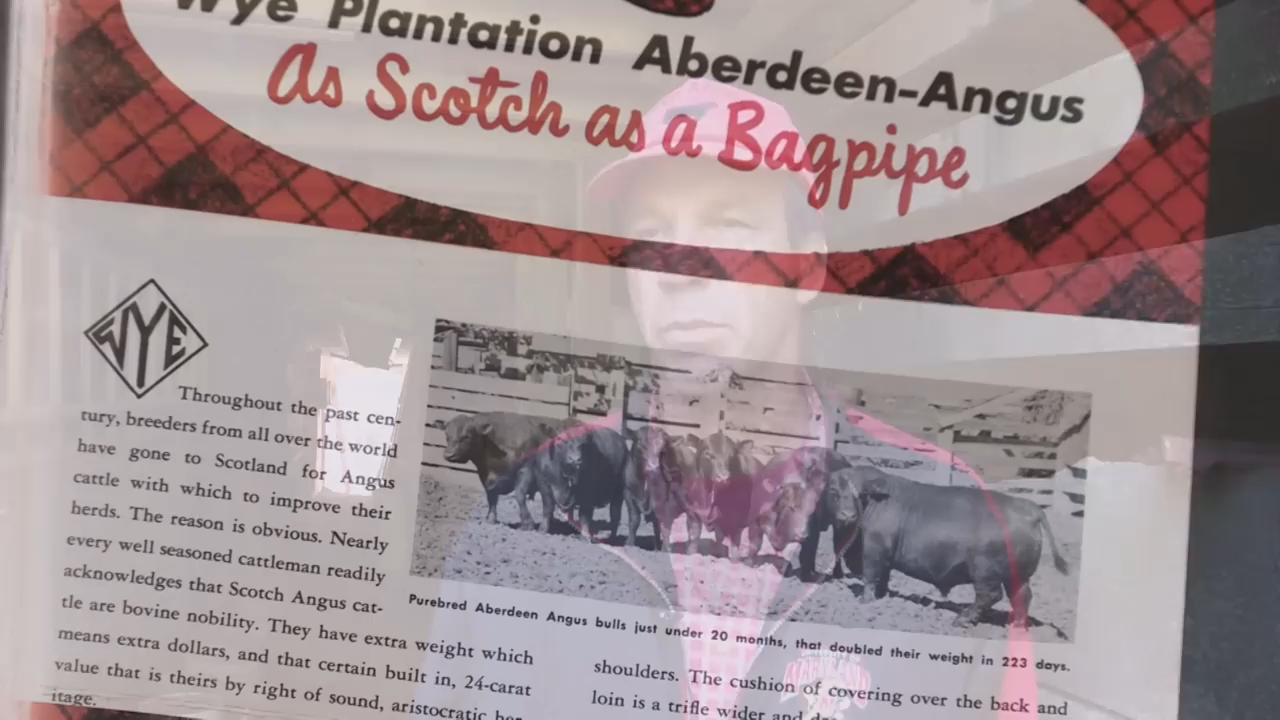 Wye Plantation Aberdeen-Angus
As Scotch as a Bagpipe
WYE
Throughout the past cen-
tury, breeders from all over the world
have gone to Scotland for Angus
cattle with which to improve their
herds. The reason is obvious. Nearly
every well seasoned cattleman readily
acknowledges that Scotch Angus cat-
tle are bovine nobility. They have extra weight which
means extra dollars, and that certain built in, 24-carat
value that is theirs by right of sound, aristocratic her-
itage.
Purebred Aberdeen Angus bulls just under 20 months, that doubled their weight in 223 days.
shoulders. The cushion of covering over the back and
loin is a trifle wider and